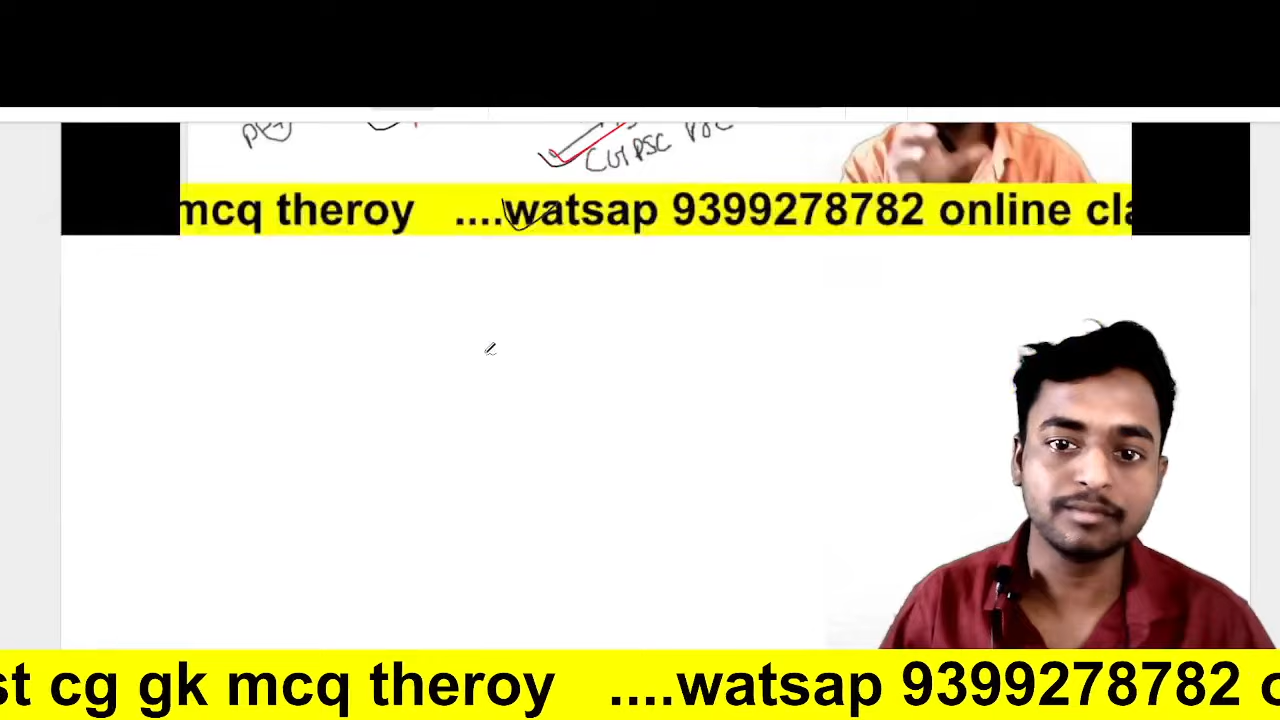 CGPSC
mcq theroy ....watsap 9399278782 online cla
st cg gk mcq theroy ....watsap 9399278782 o